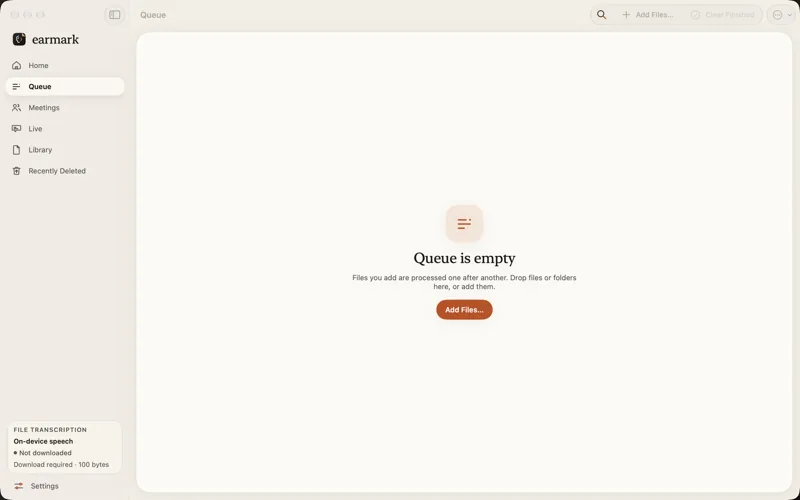 Queue
Add Files...
Clear Finished
earmark
Home
Queue
Meetings
Live
Library
Recently Deleted
Queue is empty
Files you add are processed one after another. Drop files or folders
here, or add them.
Add Files...
FILE TRANSCRIPTION
On-device speech
Not downloaded
Download required · 100 bytes
Settings